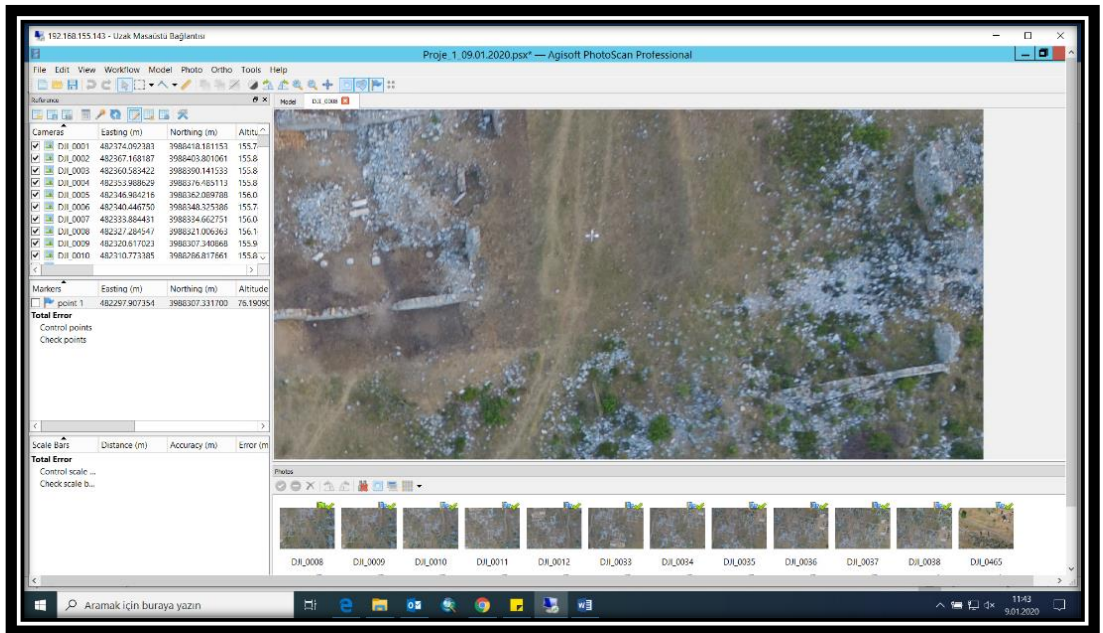 192.168.155.143 - Uzak Masaüstü Bağlantısı
Proje_1_09.01.2020.psx* — Agisoft PhotoScan Professional
File Edit View Workflow Model Photo Ortho Tools Help
Reference
Model DJI_0008
Cameras Easting (m) Northing (m) Altitu
DJI_0001 482374.092383 3988418.181153 155.7
DJI_0002 482367.168187 3988403.801061 155.8
DJI_0003 482360.583422 3988390.141533 155.8
DJI_0004 482353.988629 3988376.485113 155.8
DJI_0005 482346.984216 3988362.089788 156.0
DJI_0006 482340.446750 3988348.325386 155.7
DJI_0007 482333.884431 3988334.662751 156.0
DJI_0008 482327.284547 3988321.006363 156.1
DJI_0009 482320.617023 3988307.340868 155.9
DJI_0010 482310.773385 3988286.817661 155.8
Markers Easting (m) Northing (m) Altitude
point 1 482297.907354 3988307.331700 76.19090
Total Error
Control points
Check points
Scale Bars Distance (m) Accuracy (m) Error (m
Total Error
Control scale ...
Check scale b...
Photos
DJI_0008 DJI_0009 DJI_0010 DJI_0011 DJI_0012 DJI_0033 DJI_0034 DJI_0035 DJI_0036 DJI_0037 DJI_0038 DJI_0465
Aramak için buraya yazın
11:43
9.01.2020